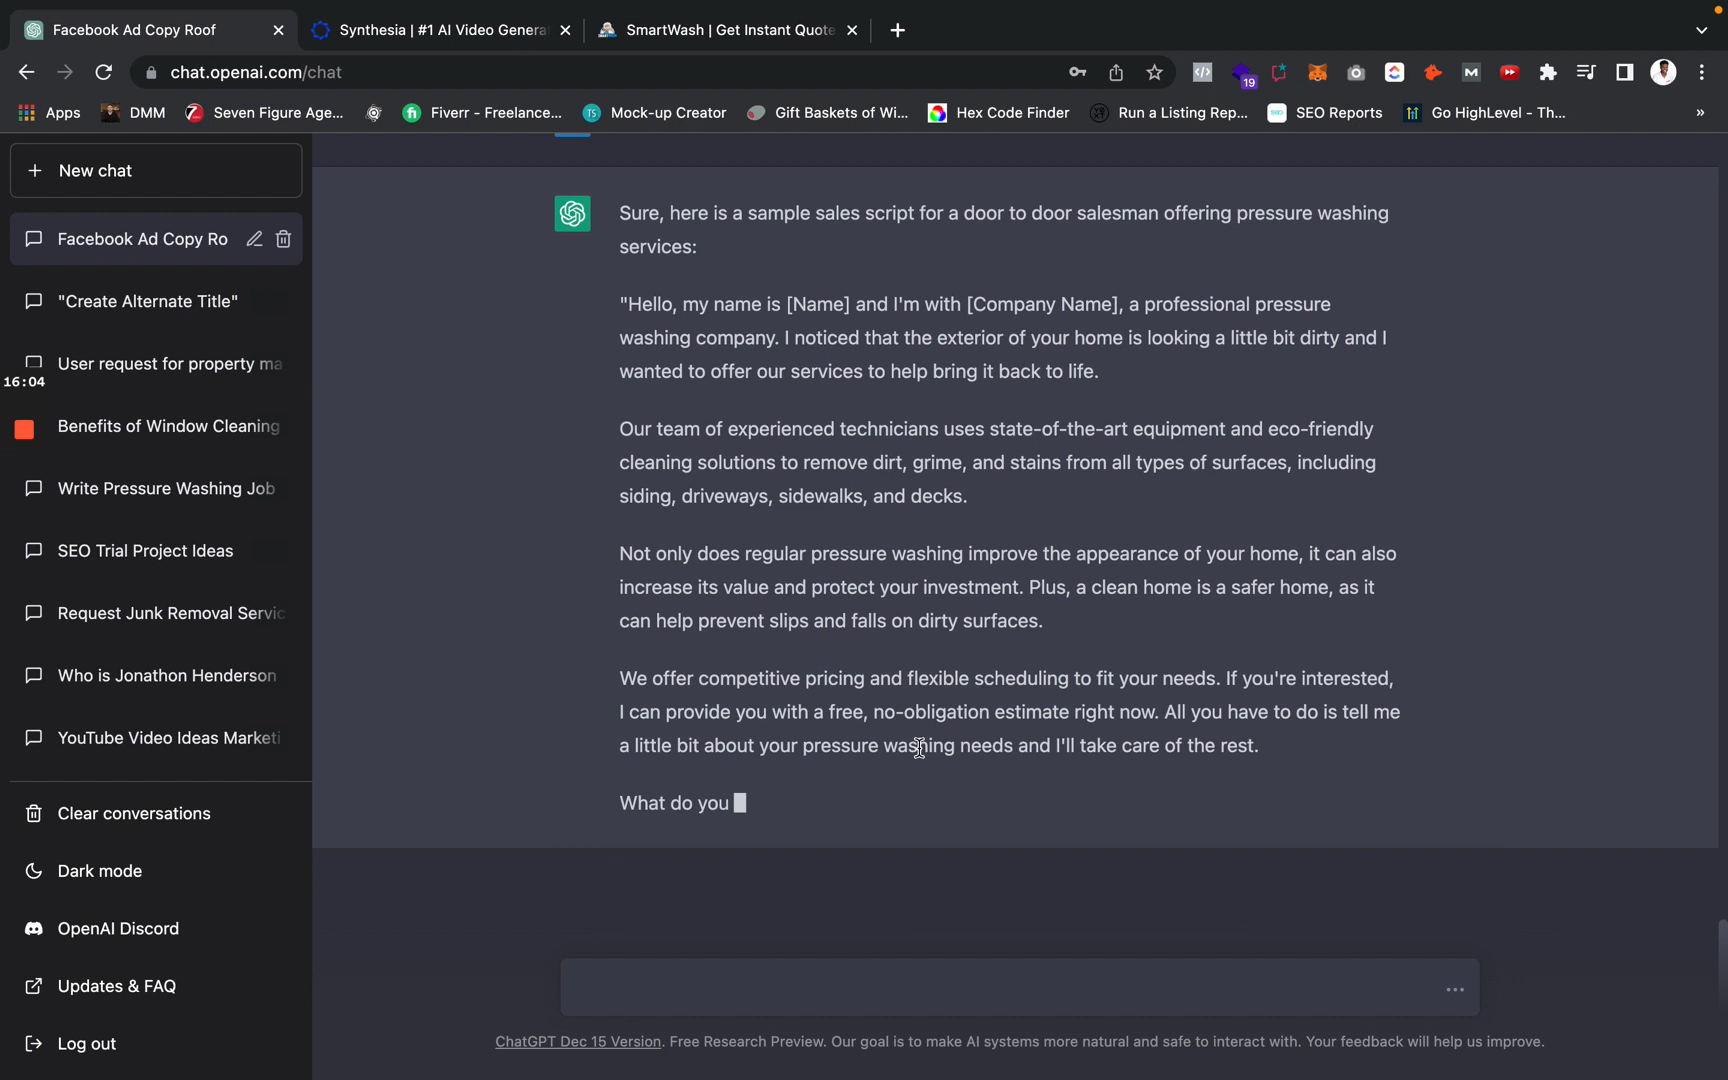 Facebook Ad Copy Roof
Synthesia | #1 AI Video Genera
SmartWash | Get Instant Quote
chat.openai.com/chat
19
Apps
DMM
Seven Figure Age...
Fiverr - Freelance...
Mock-up Creator
Gift Baskets of Wi...
Hex Code Finder
Run a Listing Rep...
SEO Reports
Go HighLevel - Th...
»
New chat
Facebook Ad Copy Ro
"Create Alternate Title"
User request for property ma
16:04
Benefits of Window Cleaning
Write Pressure Washing Job
SEO Trial Project Ideas
Request Junk Removal Servic
Who is Jonathon Henderson
YouTube Video Ideas Marketi
Clear conversations
Dark mode
OpenAI Discord
Updates & FAQ
Log out
Sure, here is a sample sales script for a door to door salesman offering pressure washing
services:
"Hello, my name is [Name] and I'm with [Company Name], a professional pressure
washing company. I noticed that the exterior of your home is looking a little bit dirty and I
wanted to offer our services to help bring it back to life.
Our team of experienced technicians uses state-of-the-art equipment and eco-friendly
cleaning solutions to remove dirt, grime, and stains from all types of surfaces, including
siding, driveways, sidewalks, and decks.
Not only does regular pressure washing improve the appearance of your home, it can also
increase its value and protect your investment. Plus, a clean home is a safer home, as it
can help prevent slips and falls on dirty surfaces.
We offer competitive pricing and flexible scheduling to fit your needs. If you're interested,
I can provide you with a free, no-obligation estimate right now. All you have to do is tell me
a little bit about your pressure washing needs and I'll take care of the rest.
What do you
ChatGPT Dec 15 Version. Free Research Preview. Our goal is to make AI systems more natural and safe to interact with. Your feedback will help us improve.